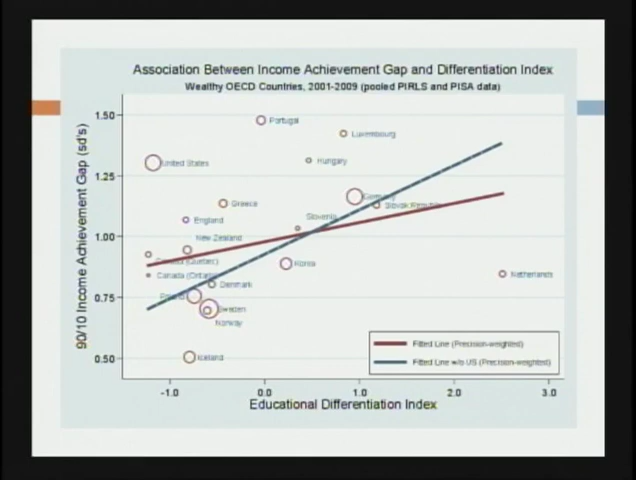 Association Between Income Achievement Gap and Differentiation Index
Wealthy OECD Countries, 2001-2009 (pooled PIRLS and PISA data)
90/10 Income Achievement Gap (sd's)
1.50
1.25
1.00
0.75
0.50
Portugal
Luxembourg
United States
Hungary
Germany
Greece
Slovak Republic
England
Slovenia
New Zealand
Canada (Quebec)
Korea
Canada (Ontario)
Netherlands
Denmark
Poland
Sweden
Norway
Iceland
Fitted Line (Precision-weighted)
Fitted Line w/o US (Precision-weighted)
-1.0 0.0 1.0 2.0 3.0
Educational Differentiation Index